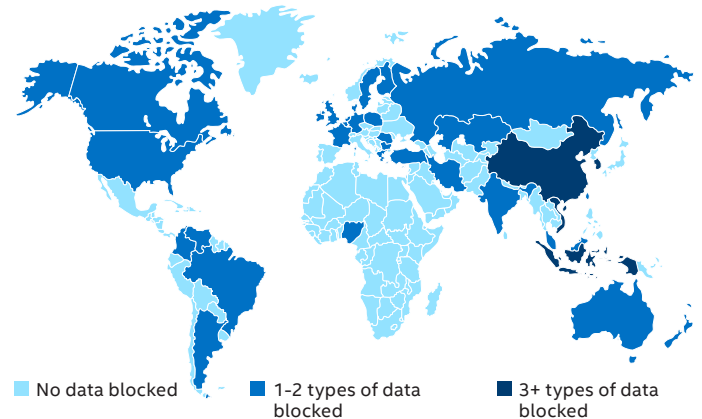 No data blocked
1-2 types of data
blocked
3+ types of data
blocked